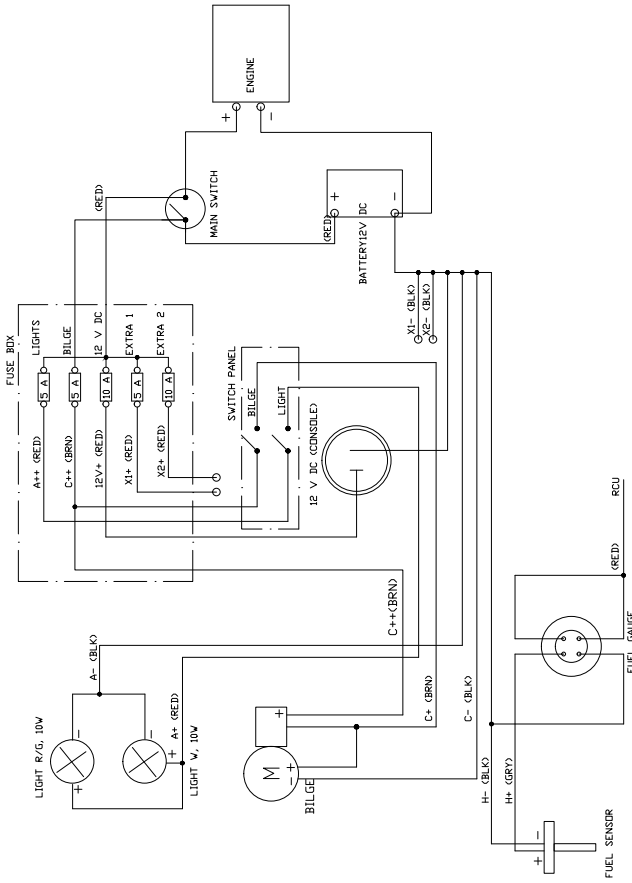 ENGINE
+
−
MAIN SWITCH
(RED)
+
−
(RED)
BATTERY12V DC
X1- (BLK)
X2- (BLK)
FUSE BOX
LIGHTS
BILGE
12 V DC
EXTRA 1
EXTRA 2
5 A
5 A
10 A
5 A
10 A
A++ (RED)
C++ (BRN)
12V+ (RED)
X1+ (RED)
X2+ (RED)
SWITCH PANEL
BILGE
LIGHT
12 V DC (CONSOLE)
A- (BLK)
A+ (RED)
LIGHT R/G, 10W
−
+
LIGHT W, 10W
−
+
C++(BRN)
C+ (BRN)
C- (BLK)
+
M
− +
BILGE
H- (BLK)
H+ (GRY)
RCU
(RED)
FUEL GAUGE
+ −
FUEL SENSOR